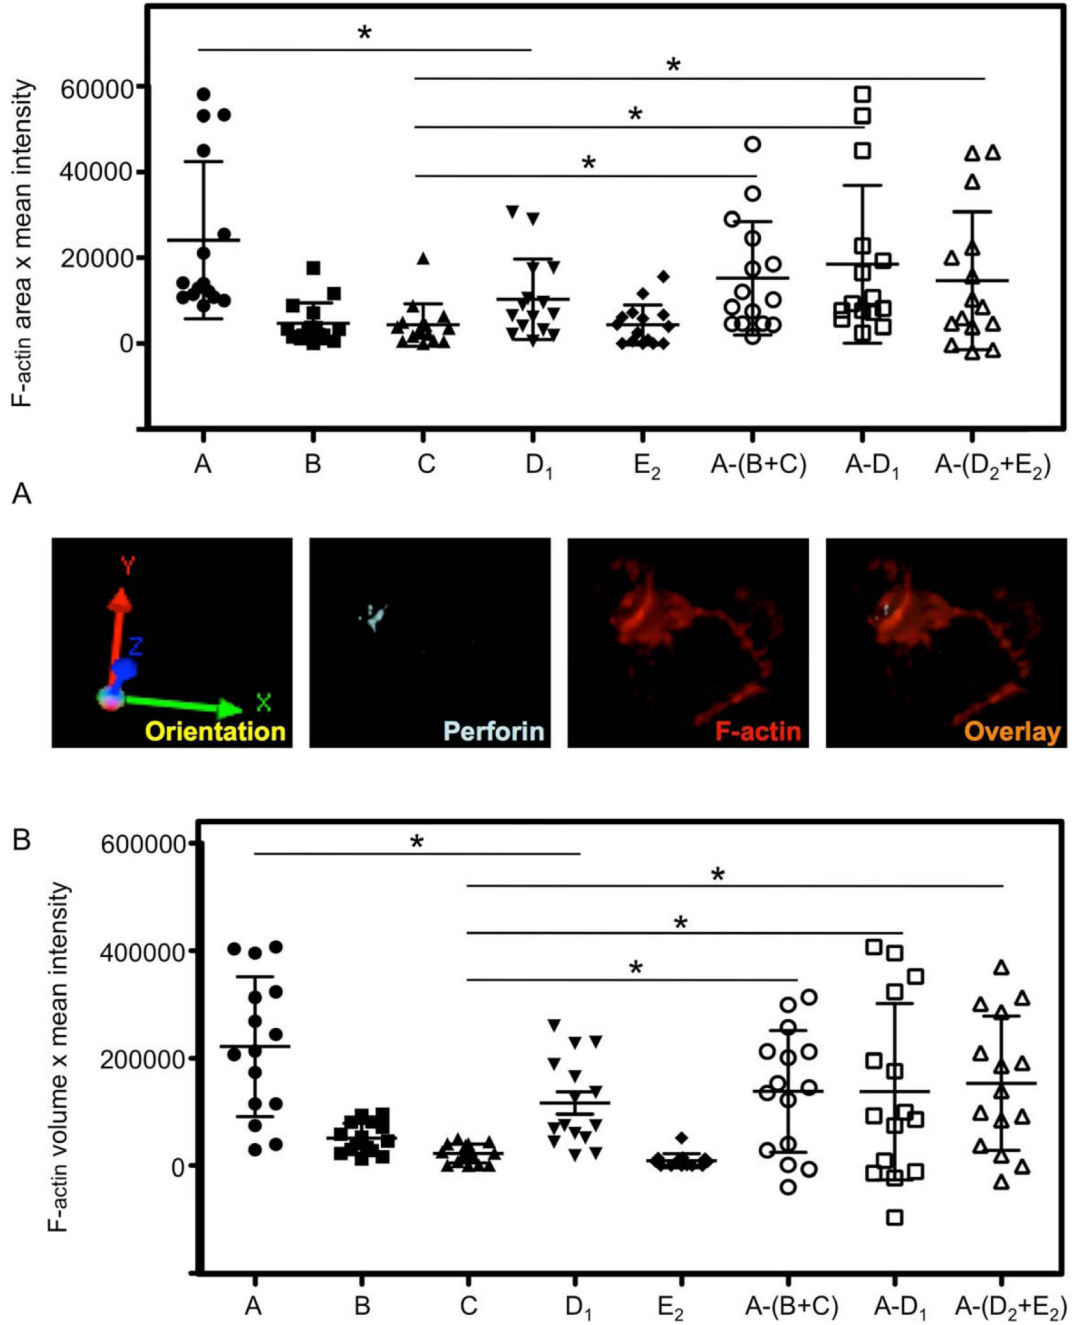 F-actin area x mean intensity
60000
40000
20000
0
*
*
*
*
A B C D₁ E₂ A-(B+C) A-D₁ A-(D₂+E₂)
A
Y
Z
X
Orientation
Perforin
F-actin
Overlay
B
F-actin volume x mean intensity
600000
400000
200000
0
*
*
*
*
A B C D₁ E₂ A-(B+C) A-D₁ A-(D₂+E₂)